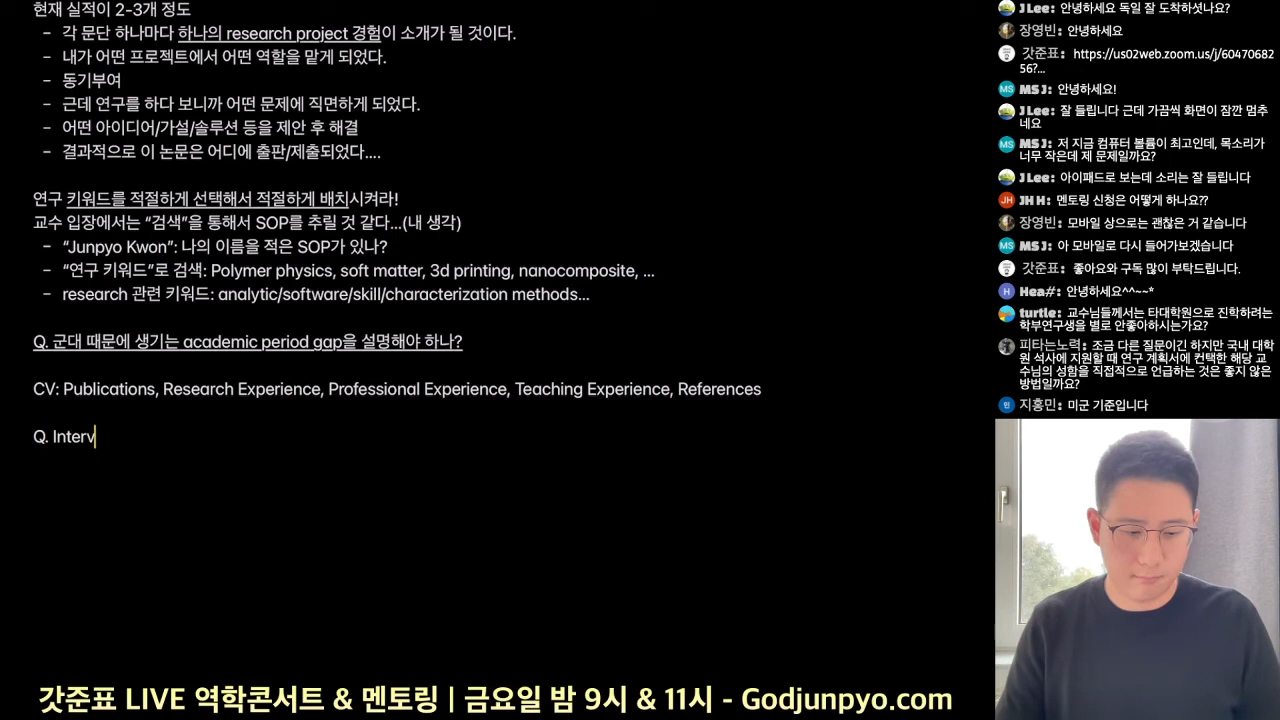 현재 실적이 2-3개 정도
- 각 문단 하나마다 하나의 research project 경험이 소개가 될 것이다.
- 내가 어떤 프로젝트에서 어떤 역할을 맡게 되었다.
- 동기부여
- 근데 연구를 하다 보니까 어떤 문제에 직면하게 되었다.
- 어떤 아이디어/가설/솔루션 등을 제안 후 해결
- 결과적으로 이 논문은 어디에 출판/제출되었다....
연구 키워드를 적절하게 선택해서 적절하게 배치시켜라!
교수 입장에서는 “검색”을 통해서 SOP를 추릴 것 같다...(내 생각)
- “Junpyo Kwon”: 나의 이름을 적은 SOP가 있나?
- “연구 키워드”로 검색: Polymer physics, soft matter, 3d printing, nanocomposite, ...
- research 관련 키워드: analytic/software/skill/characterization methods...
Q. 군대 때문에 생기는 academic period gap을 설명해야 하나?
CV: Publications, Research Experience, Professional Experience, Teaching Experience, References
Q. Interv
J Lee: 안녕하세요 독일 잘 도착하셧나요?
장영빈: 안녕하세요
갓준표: https://us02web.zoom.us/j/60470682
56?...
MS MS J: 안녕하세요!
J Lee: 잘 들립니다 근데 가끔씩 화면이 잠깐 멈추
네요
MS MS J: 저 지금 컴퓨터 볼륨이 최고인데, 목소리가
너무 작은데 제 문제일까요?
J Lee: 아이패드로 보는데 소리는 잘 들립니다
JH JH H: 멘토링 신청은 어떻게 하나요??
장영빈: 모바일 상으로는 괜찮은 거 같습니다
MS MS J: 아 모바일로 다시 들어가보겠습니다
갓준표: 좋아요와 구독 많이 부탁드립니다.
H Hea#: 안녕하세요^^~~*
turtle: 교수님들께서는 타대학원으로 진학하려는
학부연구생을 별로 안좋아하시는가요?
피타는노력: 조금 다른 질문이긴 하지만 국내 대학
원 석사에 지원할 때 연구 계획서에 컨택한 해당 교
수님의 성함을 직접적으로 언급하는 것은 좋지 않은
방법일까요?
민 지홍민: 미군 기준입니다
갓준표 LIVE 역학콘서트 & 멘토링 | 금요일 밤 9시 & 11시 - Godjunpyo.com